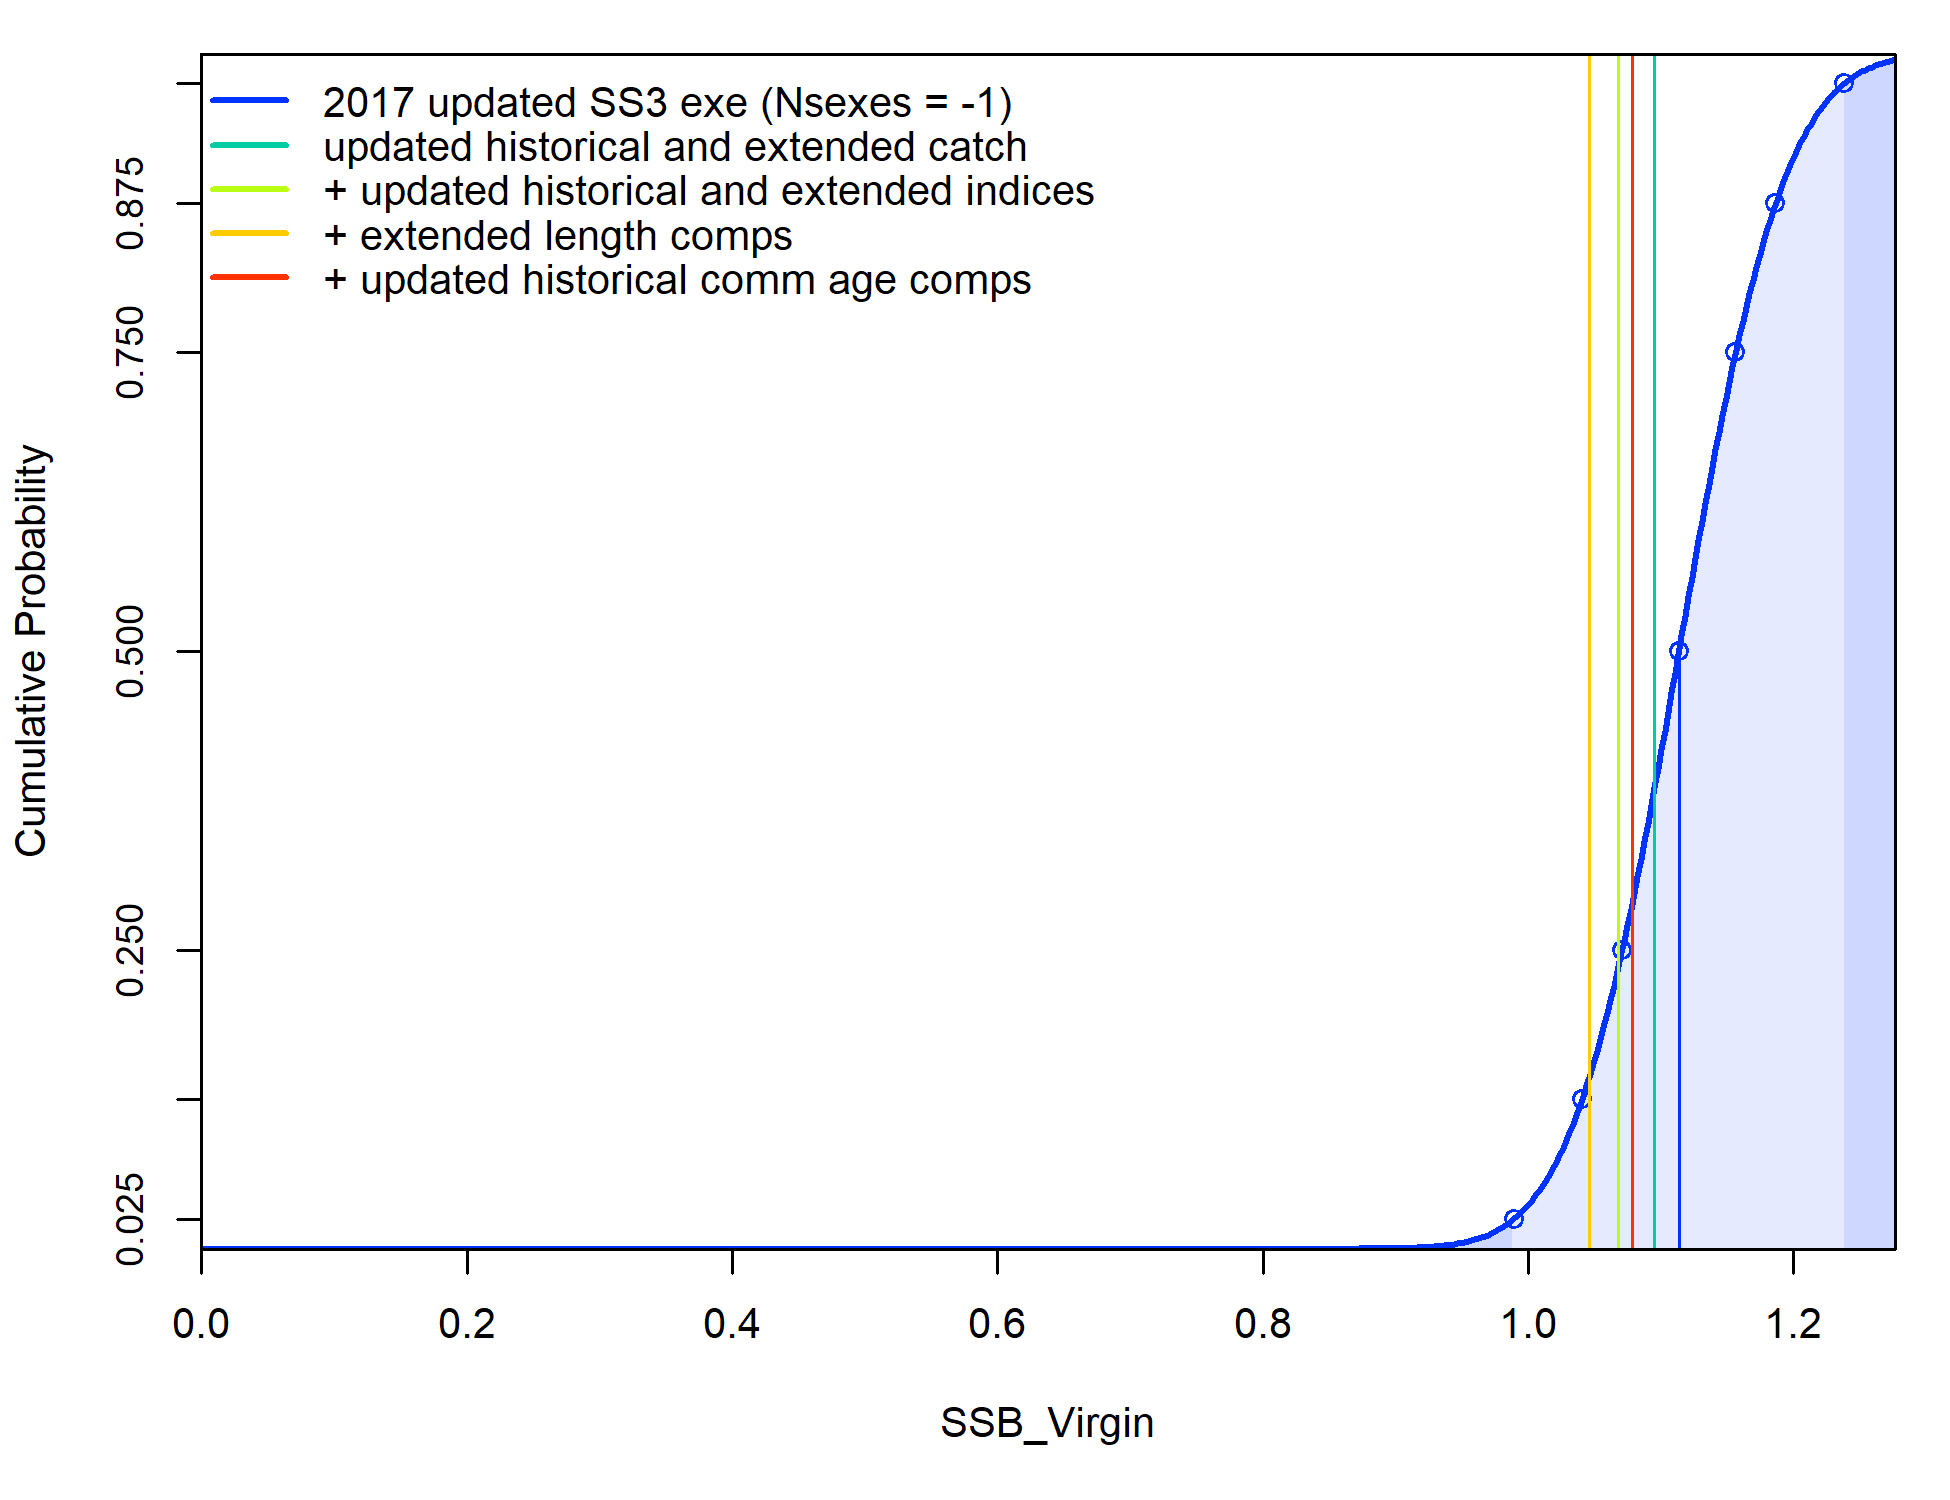 2017 updated SS3 exe (Nsexes = -1)
updated historical and extended catch
+ updated historical and extended indices
+ extended length comps
+ updated historical comm age comps
Cumulative Probability
0.875
0.750
0.500
0.250
0.025
0.0 0.2 0.4 0.6 0.8 1.0 1.2
SSB_Virgin